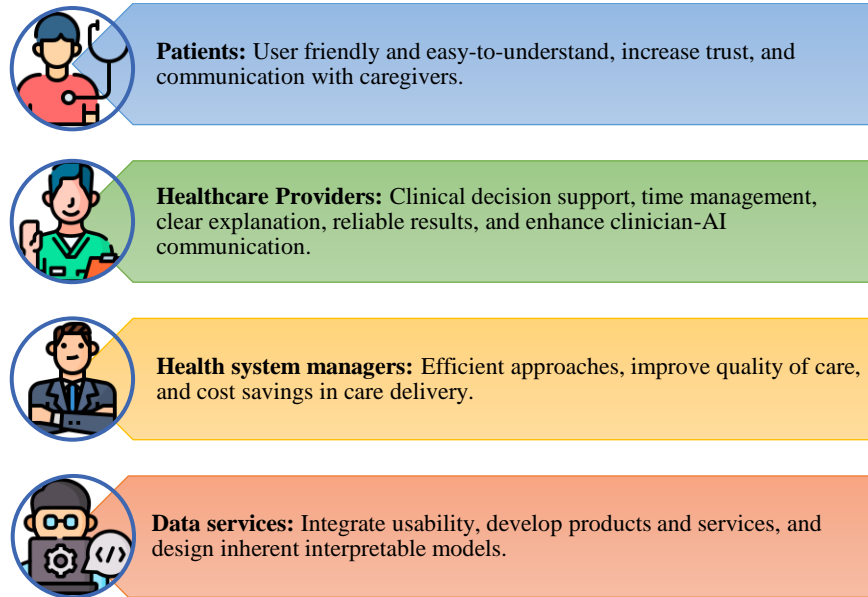 Patients: User friendly and easy-to-understand, increase trust, and
communication with caregivers.
Healthcare Providers: Clinical decision support, time management,
clear explanation, reliable results, and enhance clinician-AI
communication.
Health system managers: Efficient approaches, improve quality of care,
and cost savings in care delivery.
Data services: Integrate usability, develop products and services, and
design inherent interpretable models.